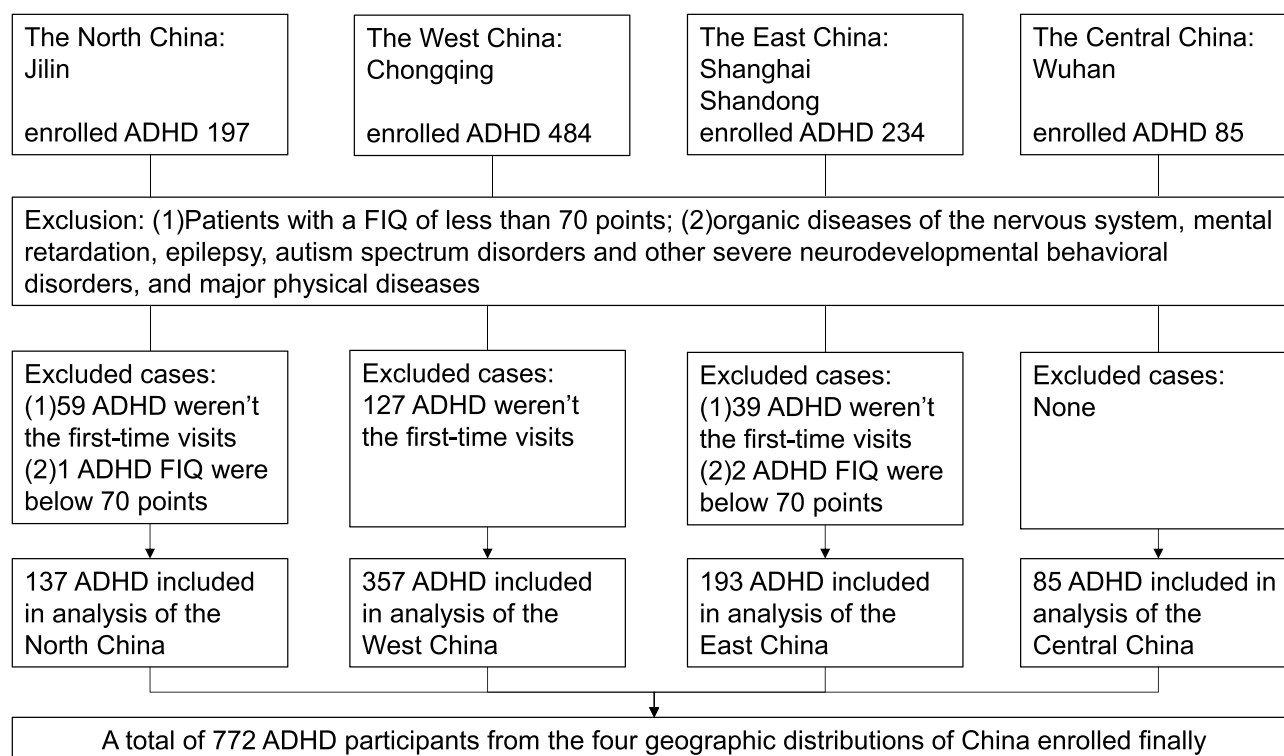 The North China:
Jilin
enrolled ADHD 197
The West China:
Chongqing
enrolled ADHD 484
The East China:
Shanghai
Shandong
enrolled ADHD 234
The Central China:
Wuhan
enrolled ADHD 85
Exclusion: (1)Patients with a FIQ of less than 70 points; (2)organic diseases of the nervous system, mental
retardation, epilepsy, autism spectrum disorders and other severe neurodevelopmental behavioral
disorders, and major physical diseases
Excluded cases:
(1)59 ADHD weren't
the first-time visits
(2)1 ADHD FIQ were
below 70 points
Excluded cases:
127 ADHD weren't
the first-time visits
Excluded cases:
(1)39 ADHD weren't
the first-time visits
(2)2 ADHD FIQ were
below 70 points
Excluded cases:
None
137 ADHD included
in analysis of the
North China
357 ADHD included
in analysis of the
West China
193 ADHD included
in analysis of the
East China
85 ADHD included in
analysis of the
Central China
A total of 772 ADHD participants from the four geographic distributions of China enrolled finally